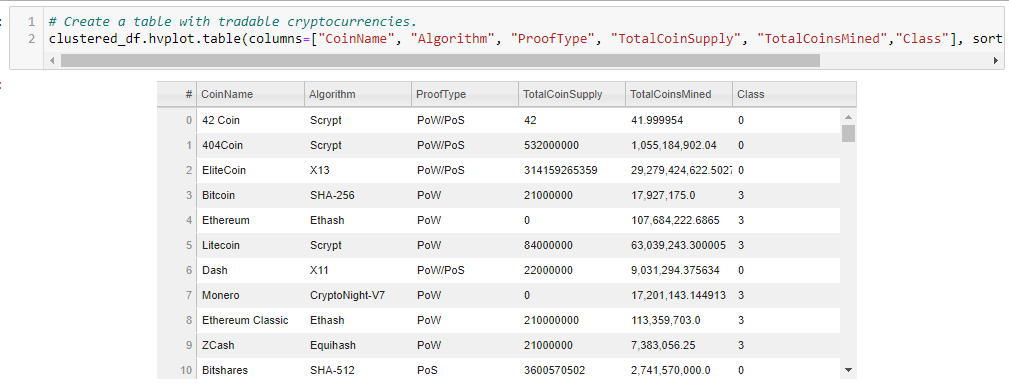 1 # Create a table with tradable cryptocurrencies.
2 clustered_df.hvplot.table(columns=["CoinName", "Algorithm", "ProofType", "TotalCoinSupply", "TotalCoinsMined","Class"], sort
# CoinName Algorithm ProofType TotalCoinSupply TotalCoinsMined Class
0 42 Coin Scrypt PoW/PoS 42 41.999954 0
1 404Coin Scrypt PoW/PoS 532000000 1,055,184,902.04 0
2 EliteCoin X13 PoW/PoS 314159265359 29,279,424,622.502 0
3 Bitcoin SHA-256 PoW 21000000 17,927,175.0 3
4 Ethereum Ethash PoW 0 107,684,222.6865 3
5 Litecoin Scrypt PoW 84000000 63,039,243.300005 3
6 Dash X11 PoW/PoS 22000000 9,031,294.375634 0
7 Monero CryptoNight-V7 PoW 0 17,201,143.144913 3
8 Ethereum Classic Ethash PoW 210000000 113,359,703.0 3
9 ZCash Equihash PoW 21000000 7,383,056.25 3
10 Bitshares SHA-512 PoS 3600570502 2,741,570,000.0 0